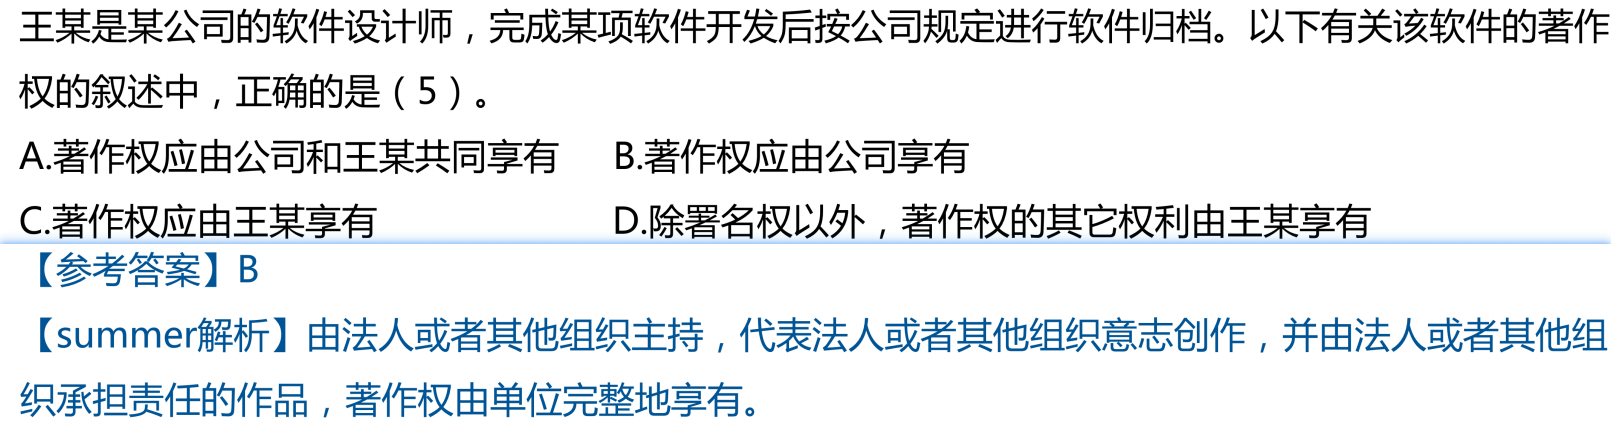 王某是某公司的软件设计师，完成某项软件开发后按公司规定进行软件归档。以下有关该软件的著作
权的叙述中，正确的是（5）。
A.著作权应由公司和王某共同享有 B.著作权应由公司享有
C.著作权应由王某享有 D.除署名权以外，著作权的其它权利由王某享有
【参考答案】B
【summer解析】由法人或者其他组织主持，代表法人或者其他组织意志创作，并由法人或者其他组
织承担责任的作品，著作权由单位完整地享有。